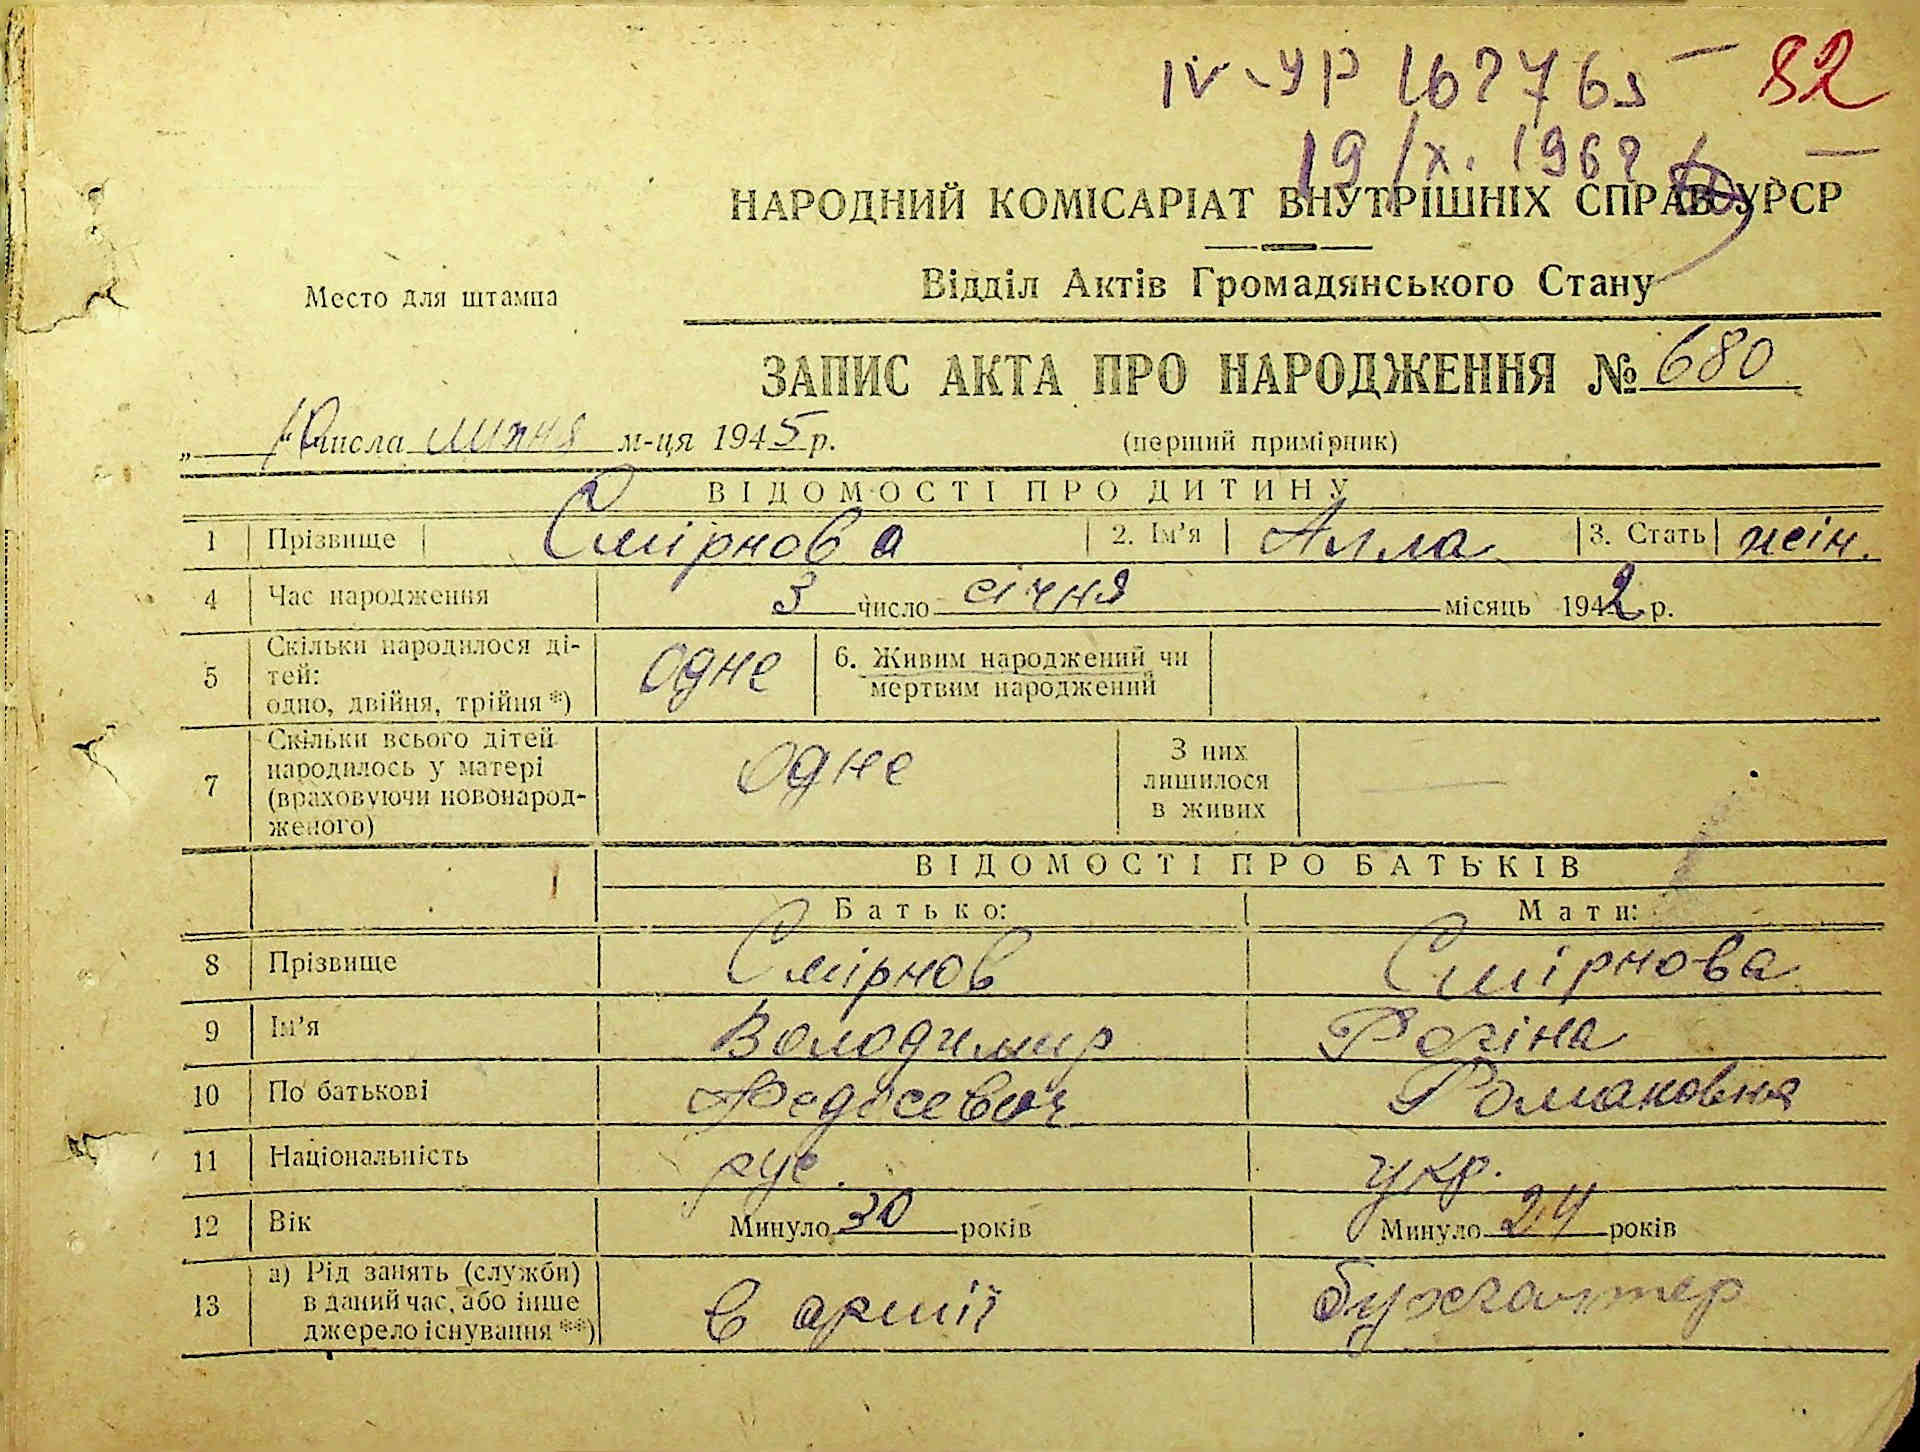 IV-УР 167763 — 82
19/IX. 1967 —
НАРОДНИЙ КОМІСАРІАТ ВНУТРІШНІХ СПРАВ УРСР
Відділ Актів Громадянського Стану
Место для штампа
ЗАПИС АКТА ПРО НАРОДЖЕННЯ № 680
„ 10 " числа липня м-ця 1945 р. (перший примірник)
ВІДОМОСТІ ПРО ДИТИНУ
1 Прізвище Смірнова 2. Ім'я Алла 3. Стать жін.
4 Час народження 3 число січня місяць 1942 р.
5 Скільки народилося дітей: одно, двійня, трійня *) Одне 6. Живим народжений чи мертвим народжений
7 Скільки всього дітей народилось у матері (враховуючи новонародженого) Одне З них лишилося в живих —
ВІДОМОСТІ ПРО БАТЬКІВ
Батько: Мати:
8 Прізвище Смірнов Смірнова
9 Ім'я Володимир Регіна
10 По батькові Федосевич Романовна
11 Національність рус. укр.
12 Вік Минуло 30 років Минуло 24 років
13 а) Рід занять (служби) в даний час, або інше джерело існування **) в армії бухгалтер